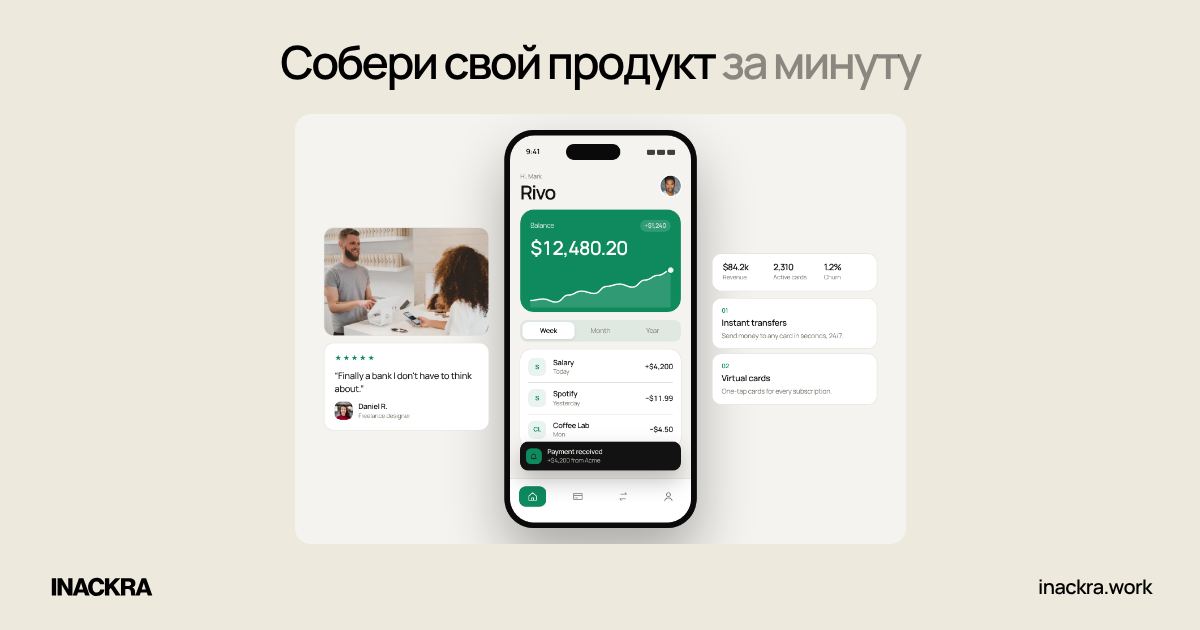 Собери свой продукт за минуту
9:41
Hi, Mark
Rivo
Balance
+$1,240
$12,480.20
Week Month Year
S
Salary
Today
+$4,200
S
Spotify
Yesterday
−$11.99
CL
Coffee Lab
Mon
−$4.50
Payment received
+$4,200 from Acme
★★★★★
“Finally a bank I don’t have to think
about.”
Daniel R.
Freelance designer
$84.2k 2,310 1.2%
Revenue Active cards Churn
01
Instant transfers
Send money to any card in seconds, 24/7.
02
Virtual cards
One-tap cards for every subscription.
INACKRA
inackra.work